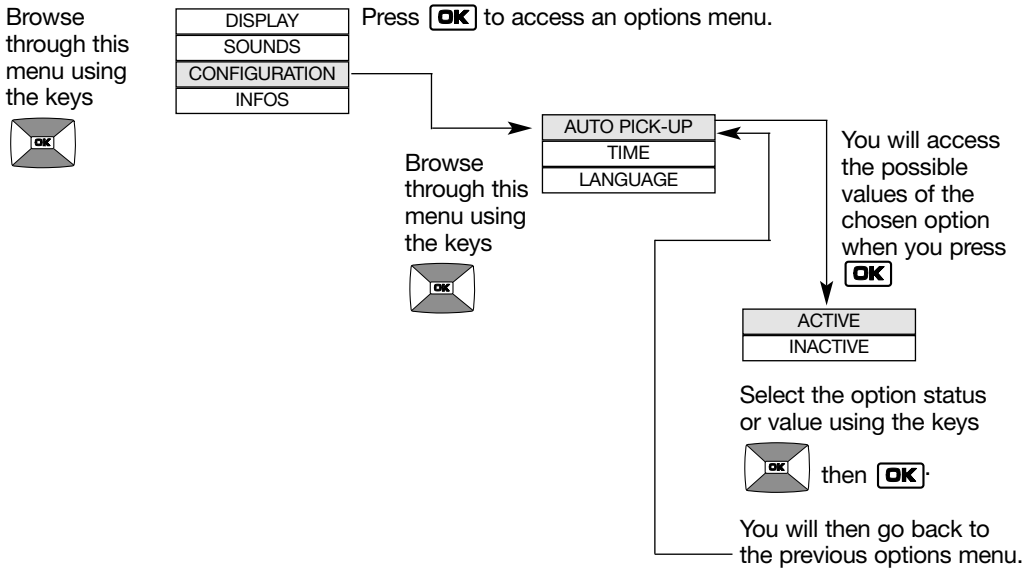 Browse
through this
menu using
the keys
OK
DISPLAY
SOUNDS
CONFIGURATION
INFOS
Press OK to access an options menu.
Browse
through this
menu using
the keys
OK
AUTO PICK-UP
TIME
LANGUAGE
You will access
the possible
values of the
chosen option
when you press
OK
ACTIVE
INACTIVE
Select the option status
or value using the keys
OK then OK.
You will then go back to
the previous options menu.